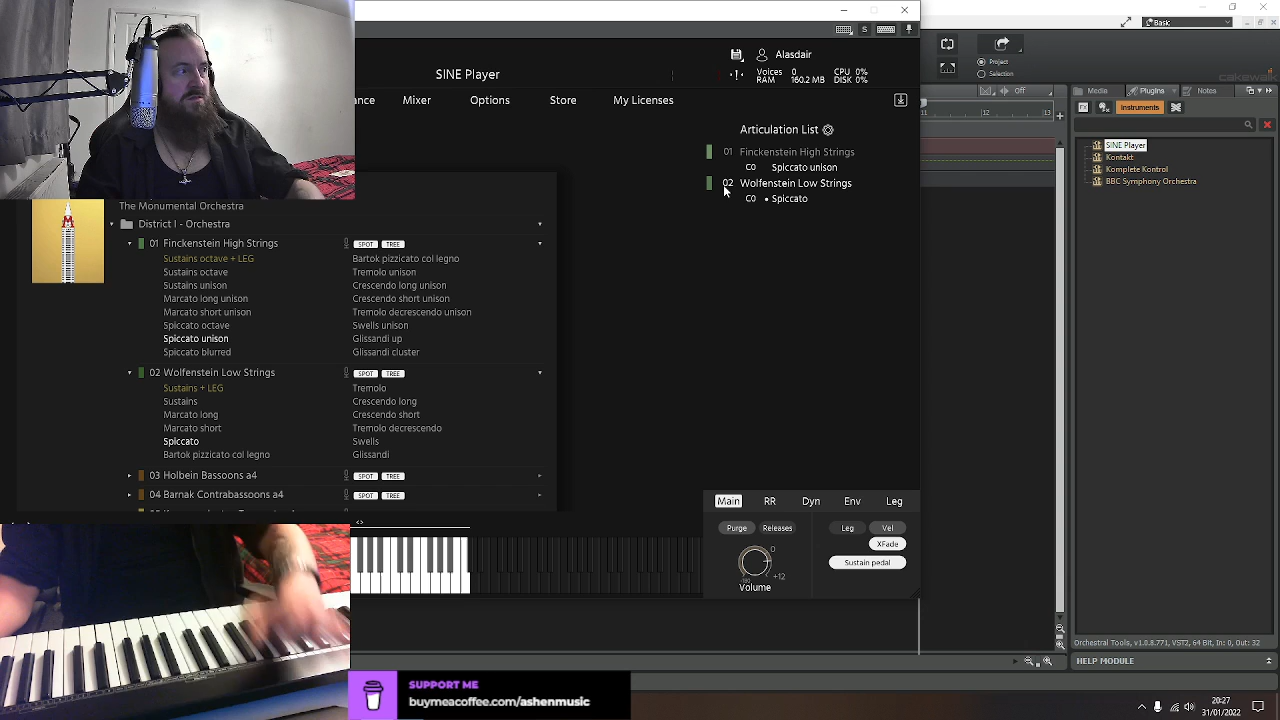 Basic
S
SINE Player
Alasdair
Voices 0 CPU 0%
RAM 160.2 MB DISK 0%
ance Mixer Options Store My Licenses
Project
Selection
cakewalk
Off
Media PlugIns Notes
11 12 13
FX Instruments
SINE Player
Kontakt
Komplete Kontrol
BBC Symphony Orchestra
Articulation List
01 Finckenstein High Strings
C0 Spiccato unison
02 Wolfenstein Low Strings
C0 • Spiccato
The Monumental Orchestra
District I - Orchestra
01 Finckenstein High Strings SPOT TREE
Sustains octave + LEG Bartok pizzicato col legno
Sustains octave Tremolo unison
Sustains unison Crescendo long unison
Marcato long unison Crescendo short unison
Marcato short unison Tremolo decrescendo unison
Spiccato octave Swells unison
Spiccato unison Glissandi up
Spiccato blurred Glissandi cluster
02 Wolfenstein Low Strings SPOT TREE
Sustains + LEG Tremolo
Sustains Crescendo long
Marcato long Crescendo short
Marcato short Tremolo decrescendo
Spiccato Swells
Bartok pizzicato col legno Glissandi
03 Holbein Bassoons a4 SPOT TREE
04 Barnak Contrabassoons a4 SPOT TREE
Main RR Dyn Env Leg
Purge Releases Leg Vel
XFade
Sustain pedal
0
-180 +12
Volume
Orchestral Tools, v1.0.8.771, VST2, 64 Bit, In: 0, Out: 32
HELP MODULE
SUPPORT ME
buymeacoffee.com/ashenmusic
20:27
31/01/2022